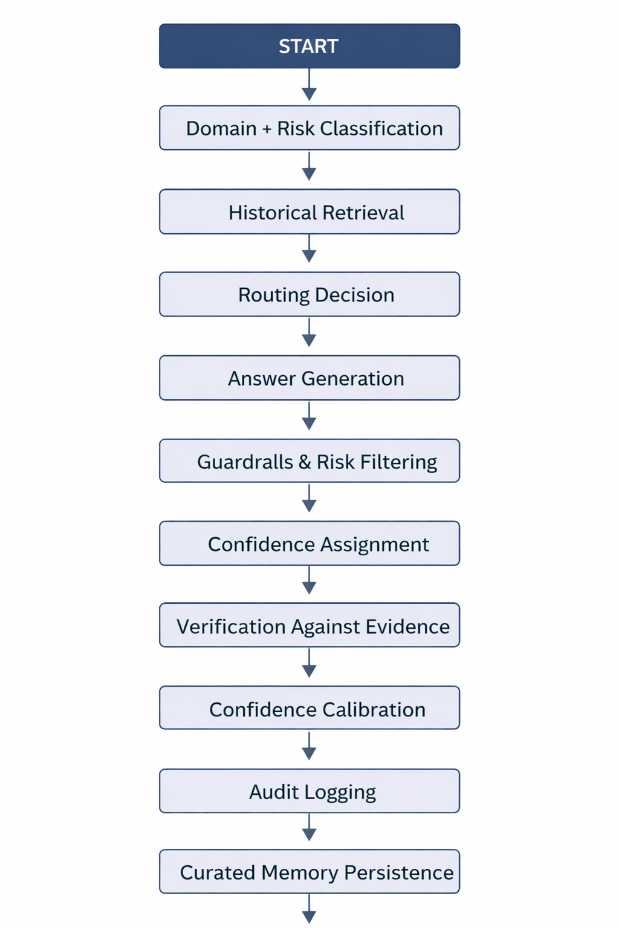 START
Domain + Risk Classification
Historical Retrieval
Routing Decision
Answer Generation
Guardralls & Risk Filtering
Confidence Assignment
Verification Against Evidence
Confidence Calibration
Audit Logging
Curated Memory Persistence